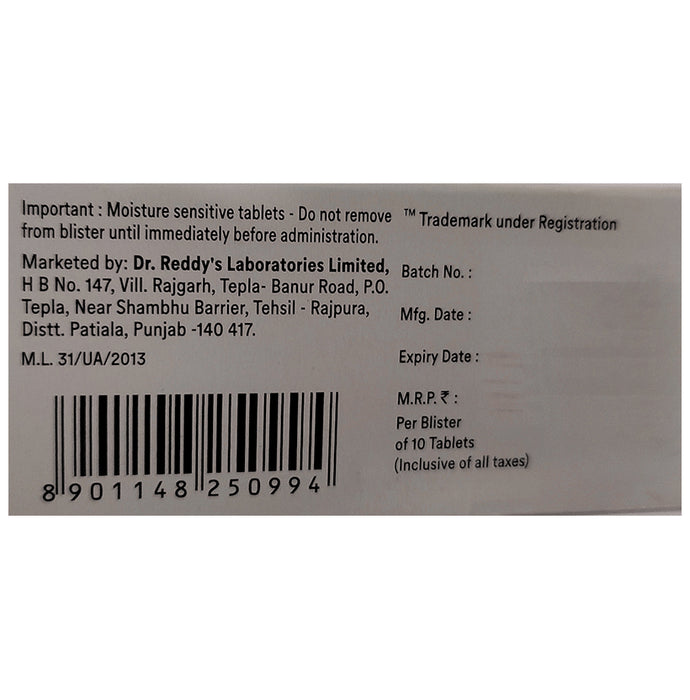 Important : Moisture sensitive tablets - Do not remove
from blister until immediately before administration.
Marketed by: Dr. Reddy's Laboratories Limited,
H B No. 147, Vill. Rajgarh, Tepla- Banur Road, P.O.
Tepla, Near Shambhu Barrier, Tehsil - Rajpura,
Distt. Patiala, Punjab -140 417.
M.L. 31/UA/2013
8 901148 250994
™ Trademark under Registration
Batch No. :
Mfg. Date :
Expiry Date :
M.R.P. ₹ :
Per Blister
of 10 Tablets
(Inclusive of all taxes)